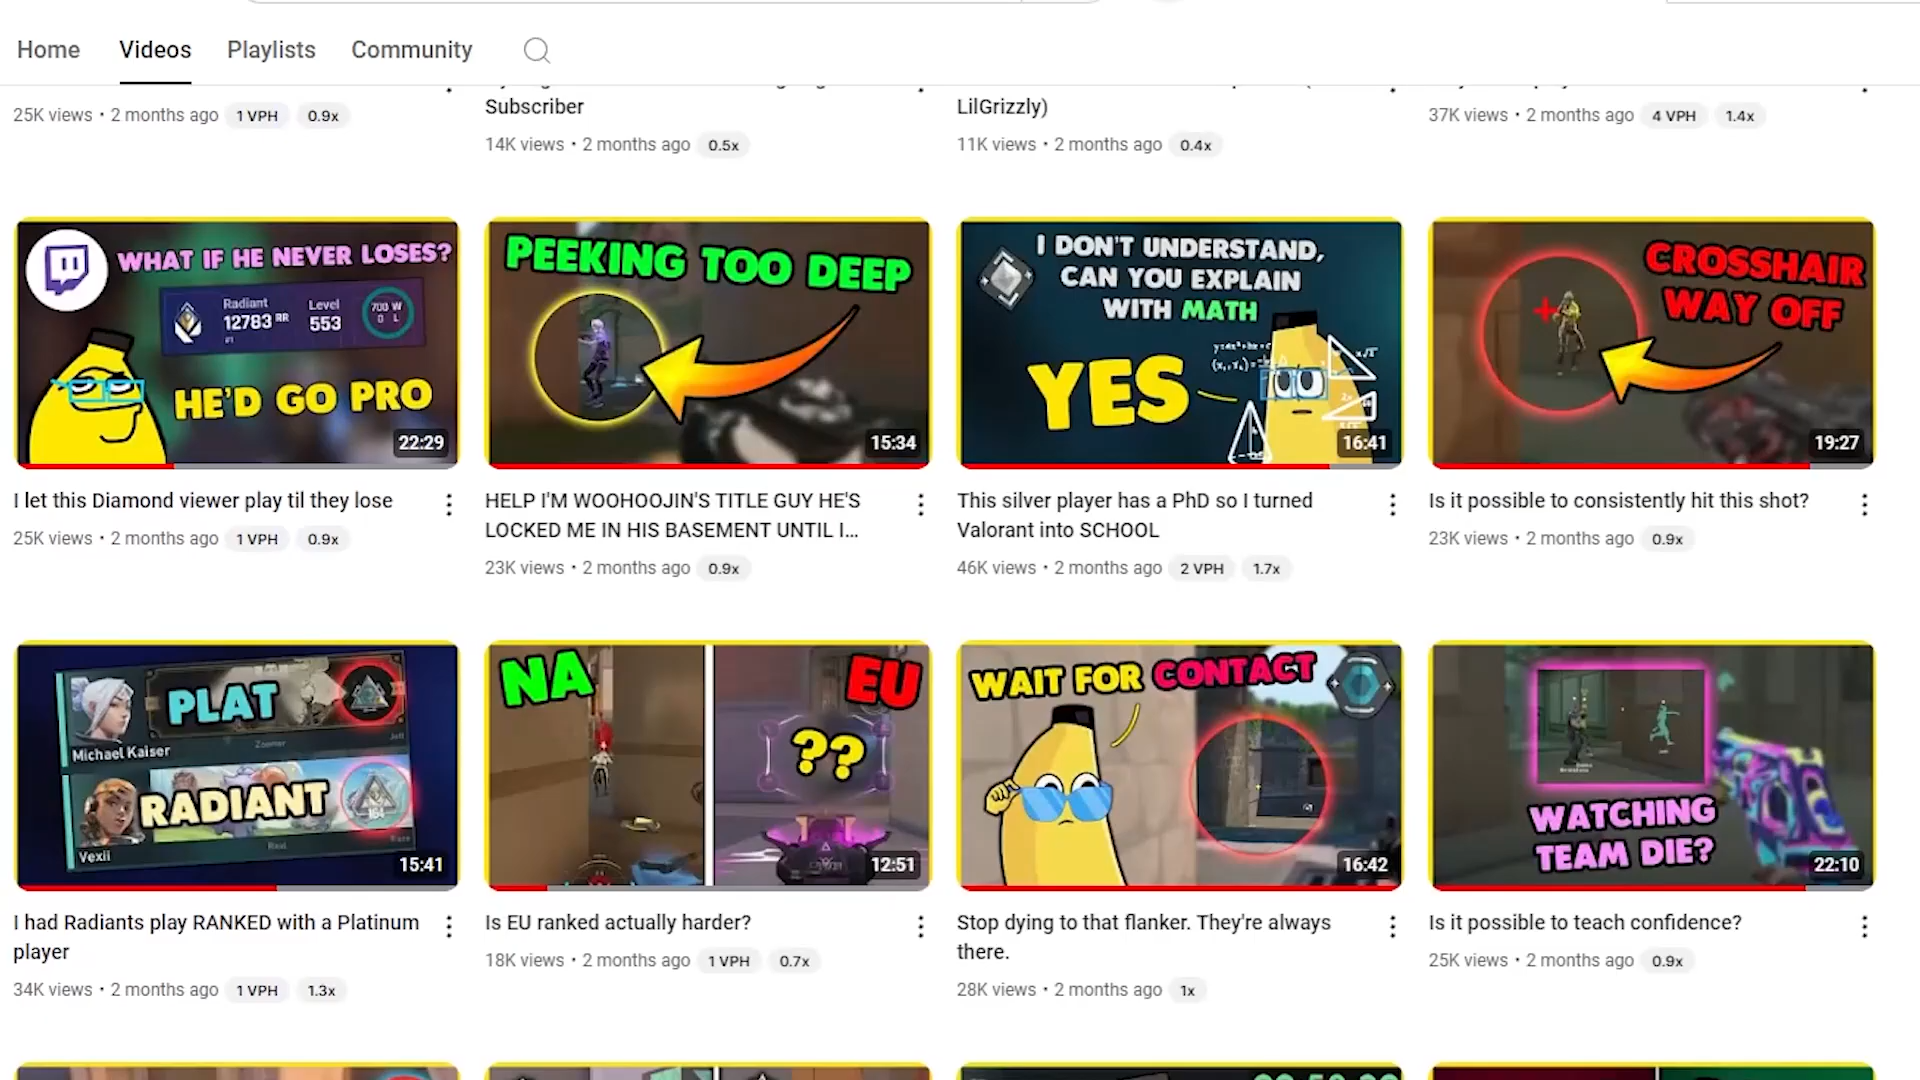 Home Videos Playlists Community
25K views • 2 months ago 1 VPH 0.9x
Subscriber
14K views • 2 months ago 0.5x
LilGrizzly)
11K views • 2 months ago 0.4x
37K views • 2 months ago 4 VPH 1.4x
WHAT IF HE NEVER LOSES?
Radiant
12783 RR
#1
Level
553
700 W
0 L
HE'D GO PRO
22:29
PEEKING TOO DEEP
15:34
I DON'T UNDERSTAND,
CAN YOU EXPLAIN
WITH MATH
YES
16:41
CROSSHAIR
WAY OFF
19:27
I let this Diamond viewer play til they lose
25K views • 2 months ago 1 VPH 0.9x
HELP I'M WOOHOOJIN'S TITLE GUY HE'S
LOCKED ME IN HIS BASEMENT UNTIL I...
23K views • 2 months ago 0.9x
This silver player has a PhD so I turned
Valorant into SCHOOL
46K views • 2 months ago 2 VPH 1.7x
Is it possible to consistently hit this shot?
23K views • 2 months ago 0.9x
PLAT
Michael Kaiser
Zoomer
Jett
RADIANT
164
Vexii
Raze
15:41
NA
EU
??
12:51
WAIT FOR CONTACT
16:42
WATCHING
TEAM DIE?
22:10
I had Radiants play RANKED with a Platinum
player
34K views • 2 months ago 1 VPH 1.3x
Is EU ranked actually harder?
18K views • 2 months ago 1 VPH 0.7x
Stop dying to that flanker. They're always
there.
28K views • 2 months ago 1x
Is it possible to teach confidence?
25K views • 2 months ago 0.9x